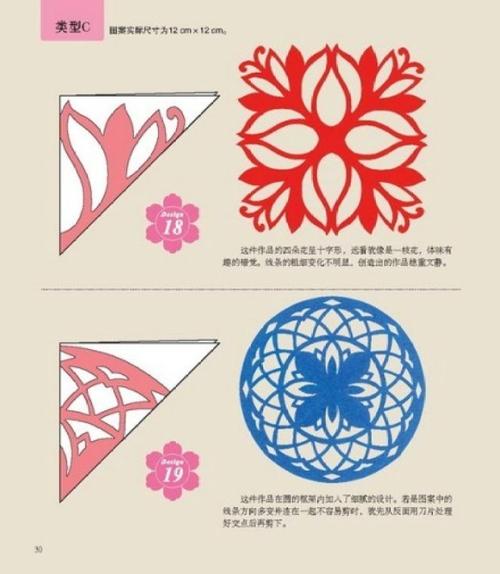 类型C
图案实际尺寸为12 cm × 12 cm。
Design
18
这件作品的四朵花呈十字形，远看就像是一枝花，体味有
趣的错觉。线条的粗细变化不明显，创造出的作品稳重文静。
Design
19
这件作品在圆的框架内加入了细腻的设计。若是图案中的
线条方向多变并连在一起不容易剪时，就先从反面用刀片处理
好交点后再剪下。
30